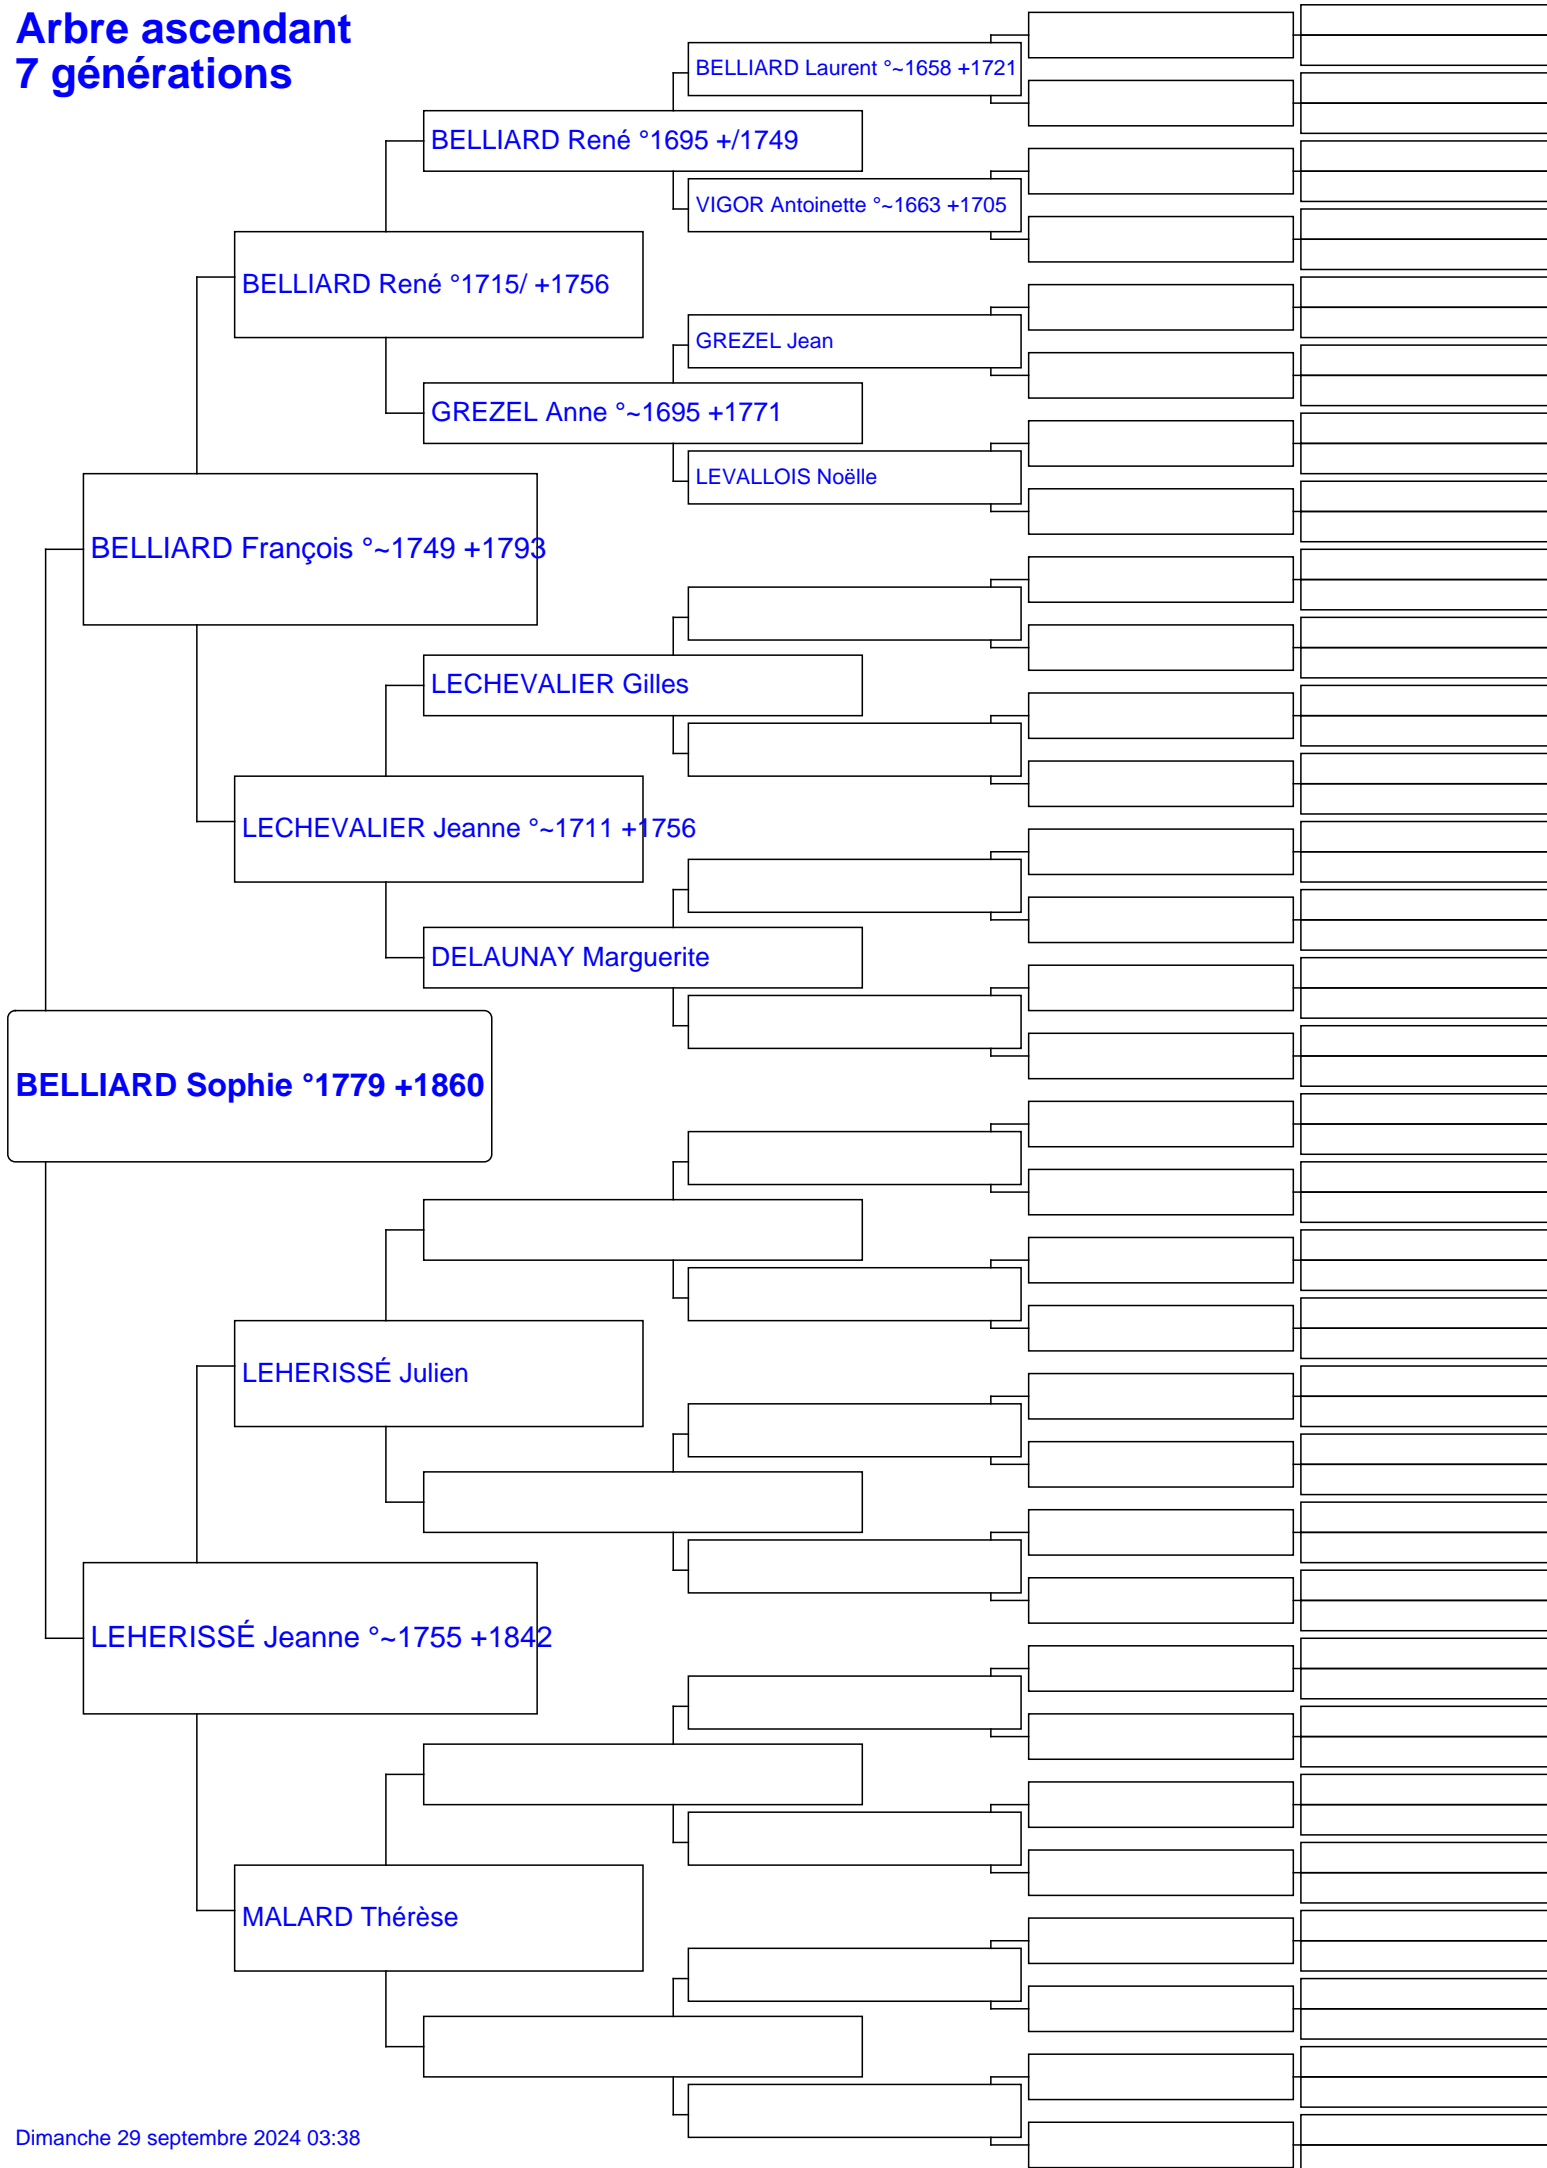 Arbre ascendant
7 générations
BELLIARD Laurent °~1658 +1721
BELLIARD René °1695 +/1749
VIGOR Antoinette °~1663 +1705
BELLIARD René °1715/ +1756
GREZEL Jean
GREZEL Anne °~1695 +1771
LEVALLOIS Noëlle
BELLIARD François °~1749 +1793
LECHEVALIER Gilles
LECHEVALIER Jeanne °~1711 +1756
DELAUNAY Marguerite
BELLIARD Sophie °1779 +1860
LEHERISSÉ Julien
LEHERISSÉ Jeanne °~1755 +1842
MALARD Thérèse
Dimanche 29 septembre 2024 03:38